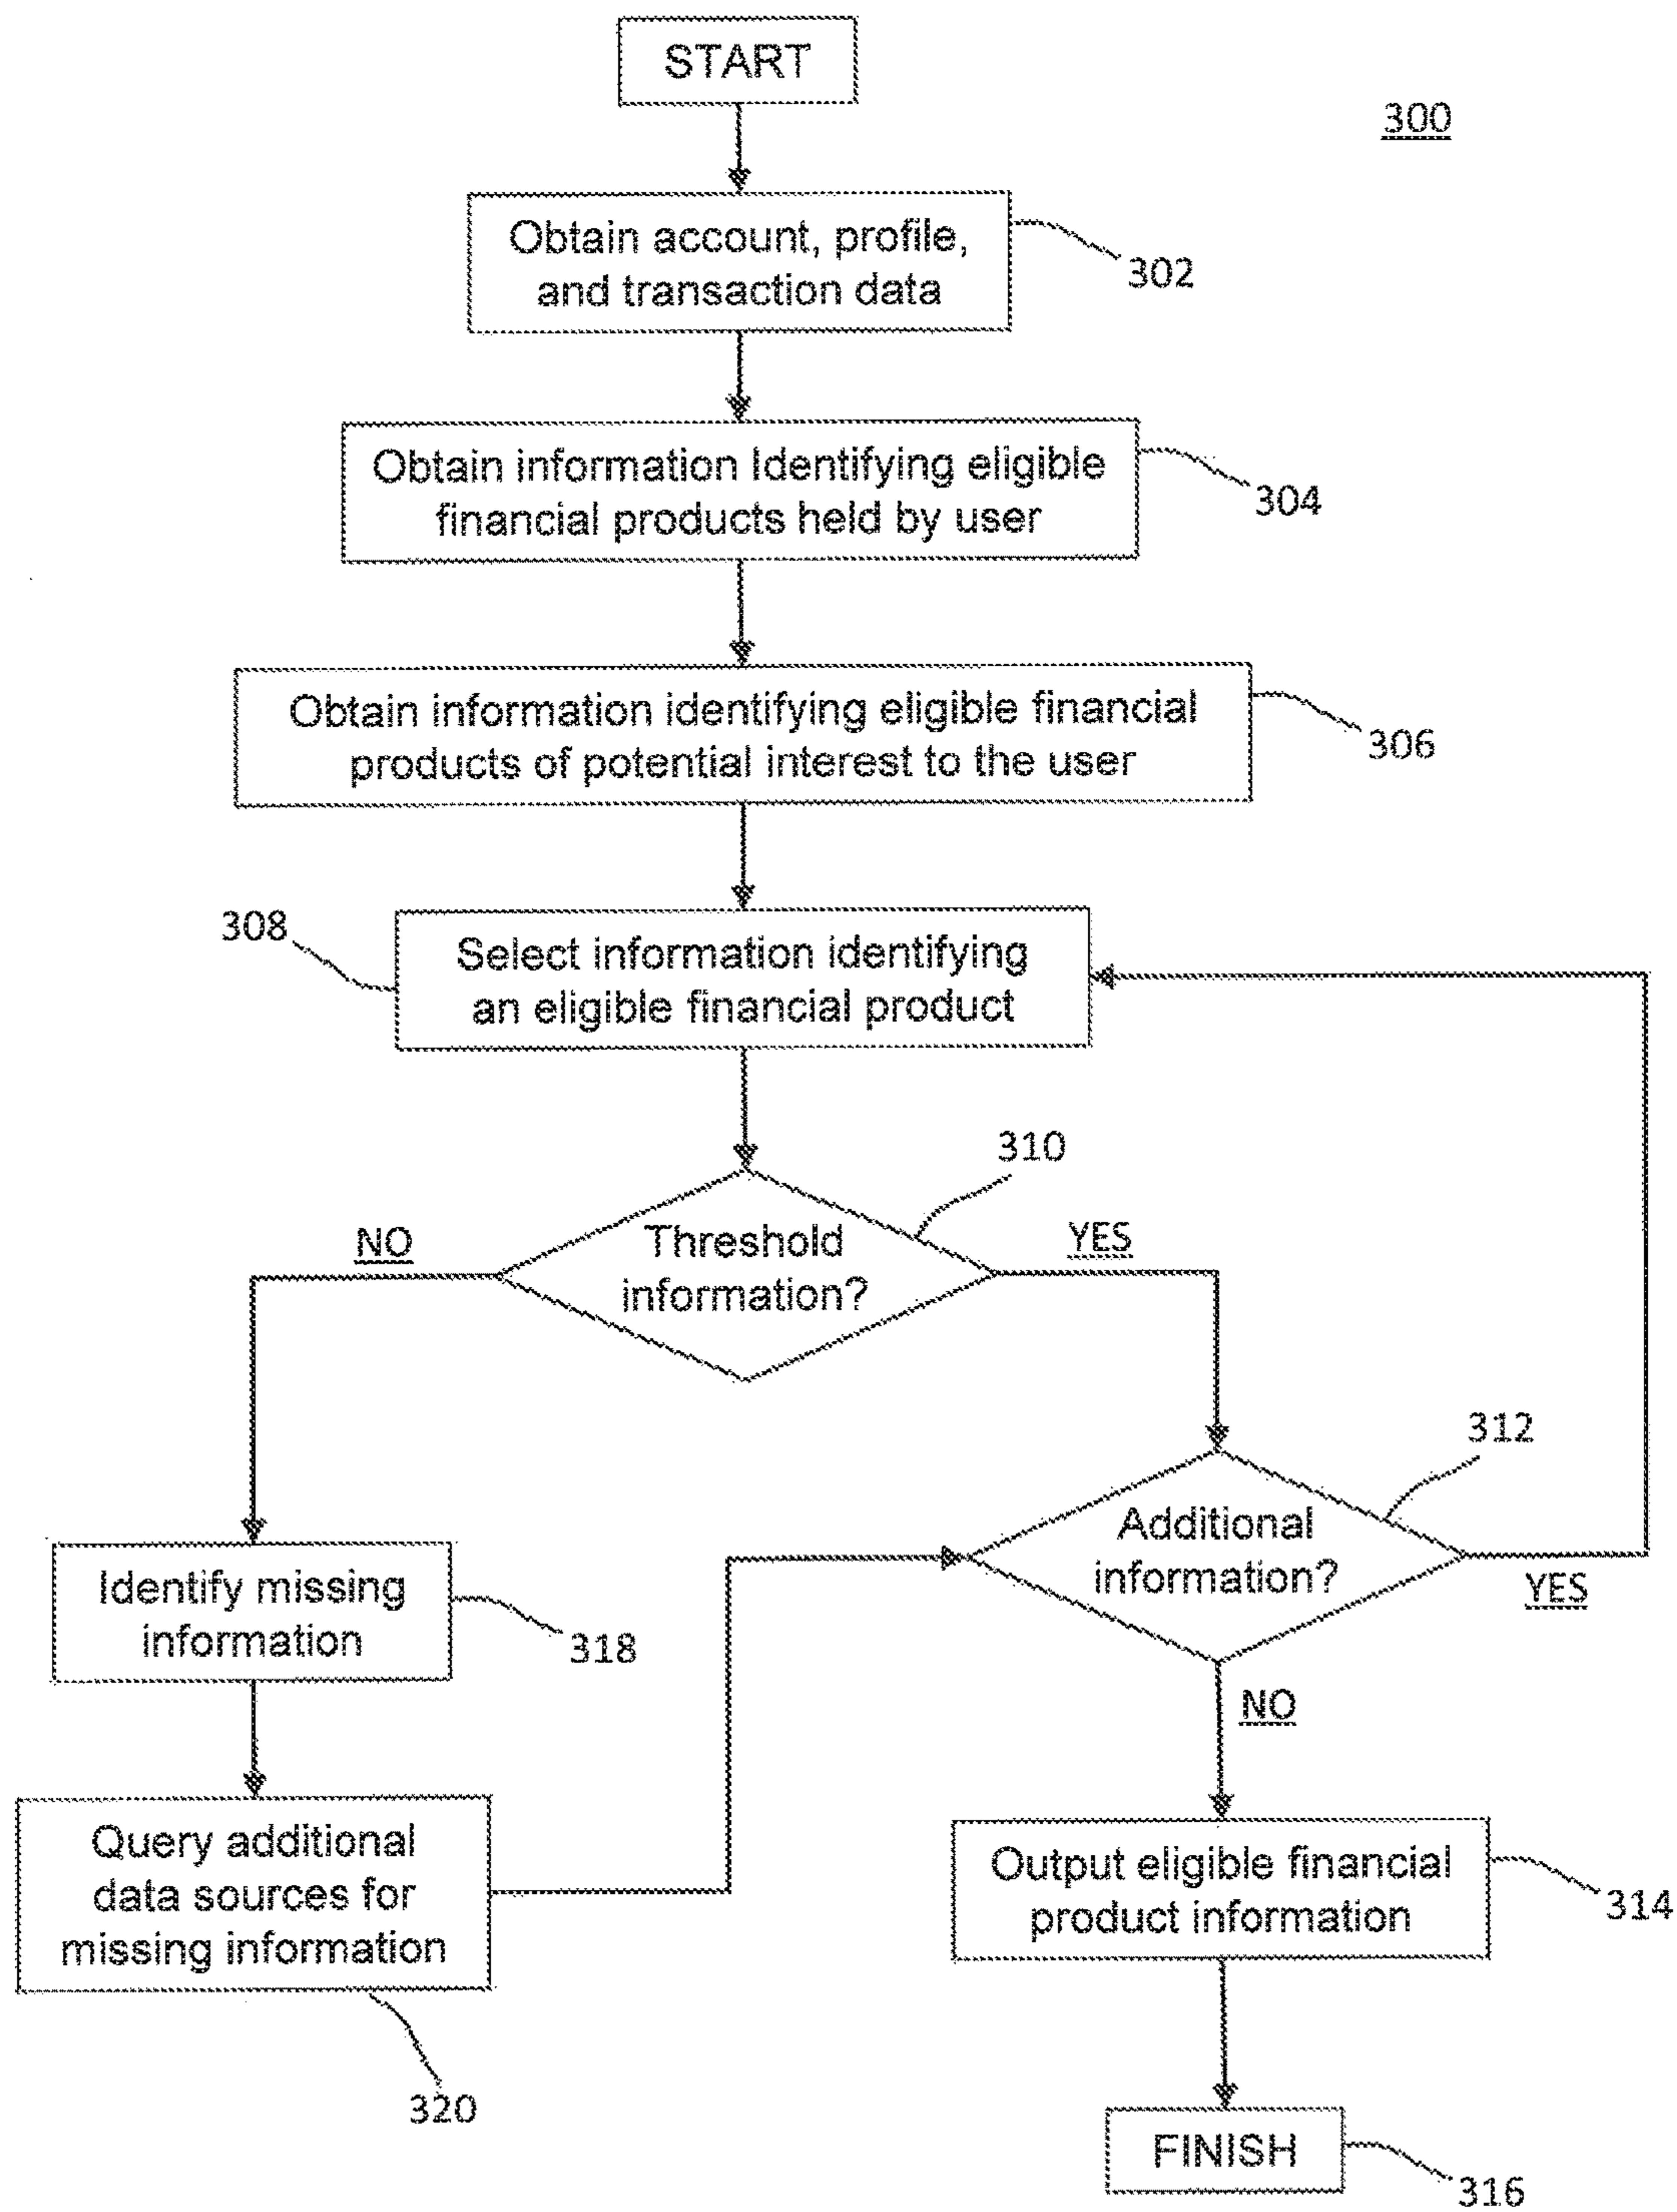 START
300
Obtain account, profile,
and transaction data
302
Obtain information Identifying eligible
financial products held by user
304
Obtain information identifying eligible financial
products of potential interest to the user
306
308
Select information identifying
an eligible financial product
310
NO
Threshold
information?
YES
312
Additional
information?
YES
Identify missing
information
318
NO
Query additional
data sources for
missing information
320
Output eligible financial
product information
314
FINISH
316